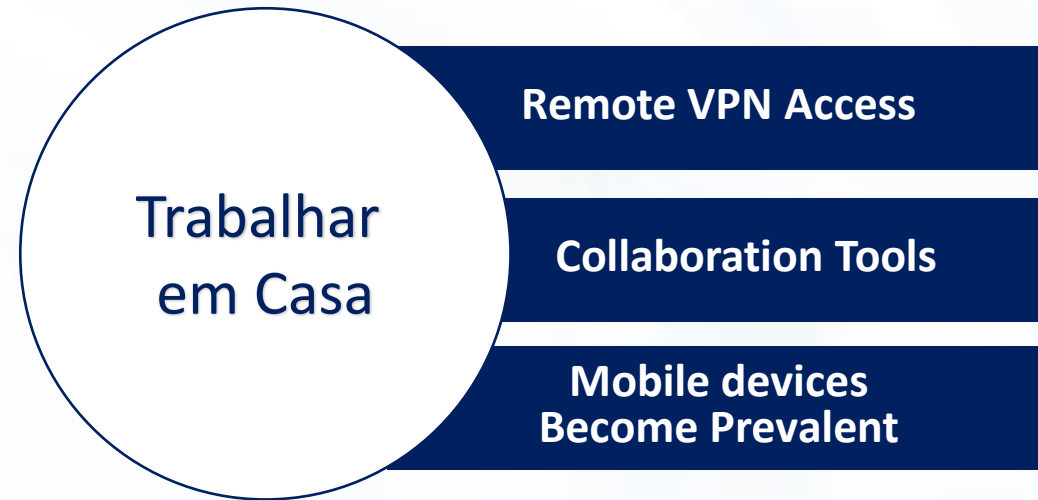 Trabalhar
em Casa
Remote VPN Access
Collaboration Tools
Mobile devices
Become Prevalent